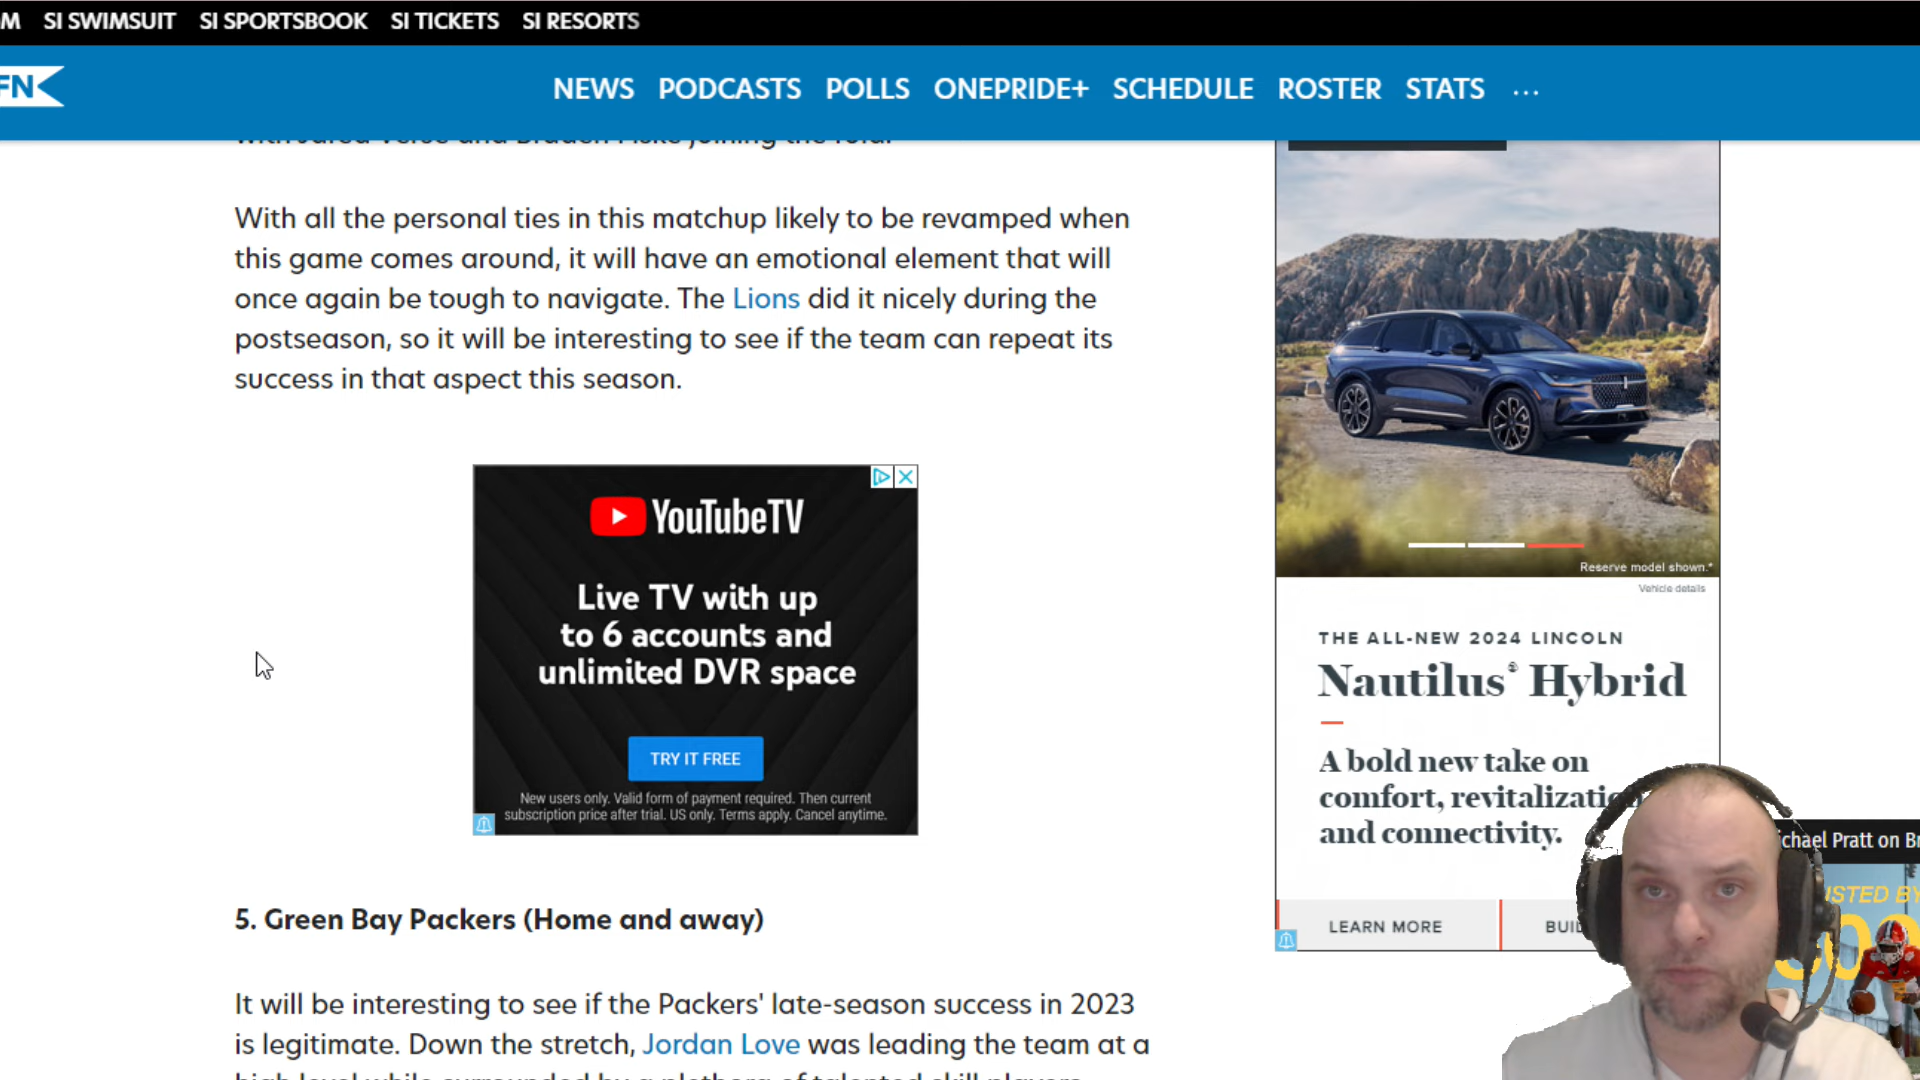 M SI SWIMSUIT SI SPORTSBOOK SI TICKETS SI RESORTS
FN NEWS PODCASTS POLLS ONEPRIDE+ SCHEDULE ROSTER STATS ...
With all the personal ties in this matchup likely to be revamped when
this game comes around, it will have an emotional element that will
once again be tough to navigate. The Lions did it nicely during the
postseason, so it will be interesting to see if the team can repeat its
success in that aspect this season.
YouTubeTV
Live TV with up
to 6 accounts and
unlimited DVR space
TRY IT FREE
New users only. Valid form of payment required. Then current
subscription price after trial. US only. Terms apply. Cancel anytime.
5. Green Bay Packers (Home and away)
It will be interesting to see if the Packers' late-season success in 2023
is legitimate. Down the stretch, Jordan Love was leading the team at a
Reserve model shown.*
Vehicle details
THE ALL-NEW 2024 LINCOLN
Nautilus® Hybrid
A bold new take on
comfort, revitalizatio
and connectivity.
LEARN MORE
BUIL
ichael Pratt on Br
ISTED BY